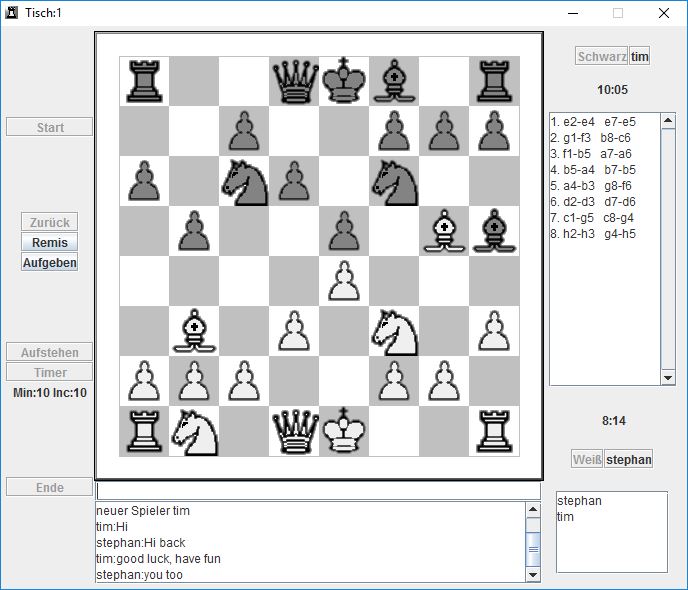 Tisch:1
Schwarz tim
10:05
Start
1. e2-e4 e7-e5
2. g1-f3 b8-c6
3. f1-b5 a7-a6
4. b5-a4 b7-b5
5. a4-b3 g8-f6
6. d2-d3 d7-d6
7. c1-g5 c8-g4
8. h2-h3 g4-h5
Zurück
Remis
Aufgeben
Aufstehen
Timer
Min:10 Inc:10
8:14
Weiß stephan
Ende
stephan
tim
neuer Spieler tim
tim:Hi
stephan:Hi back
tim:good luck, have fun
stephan:you too